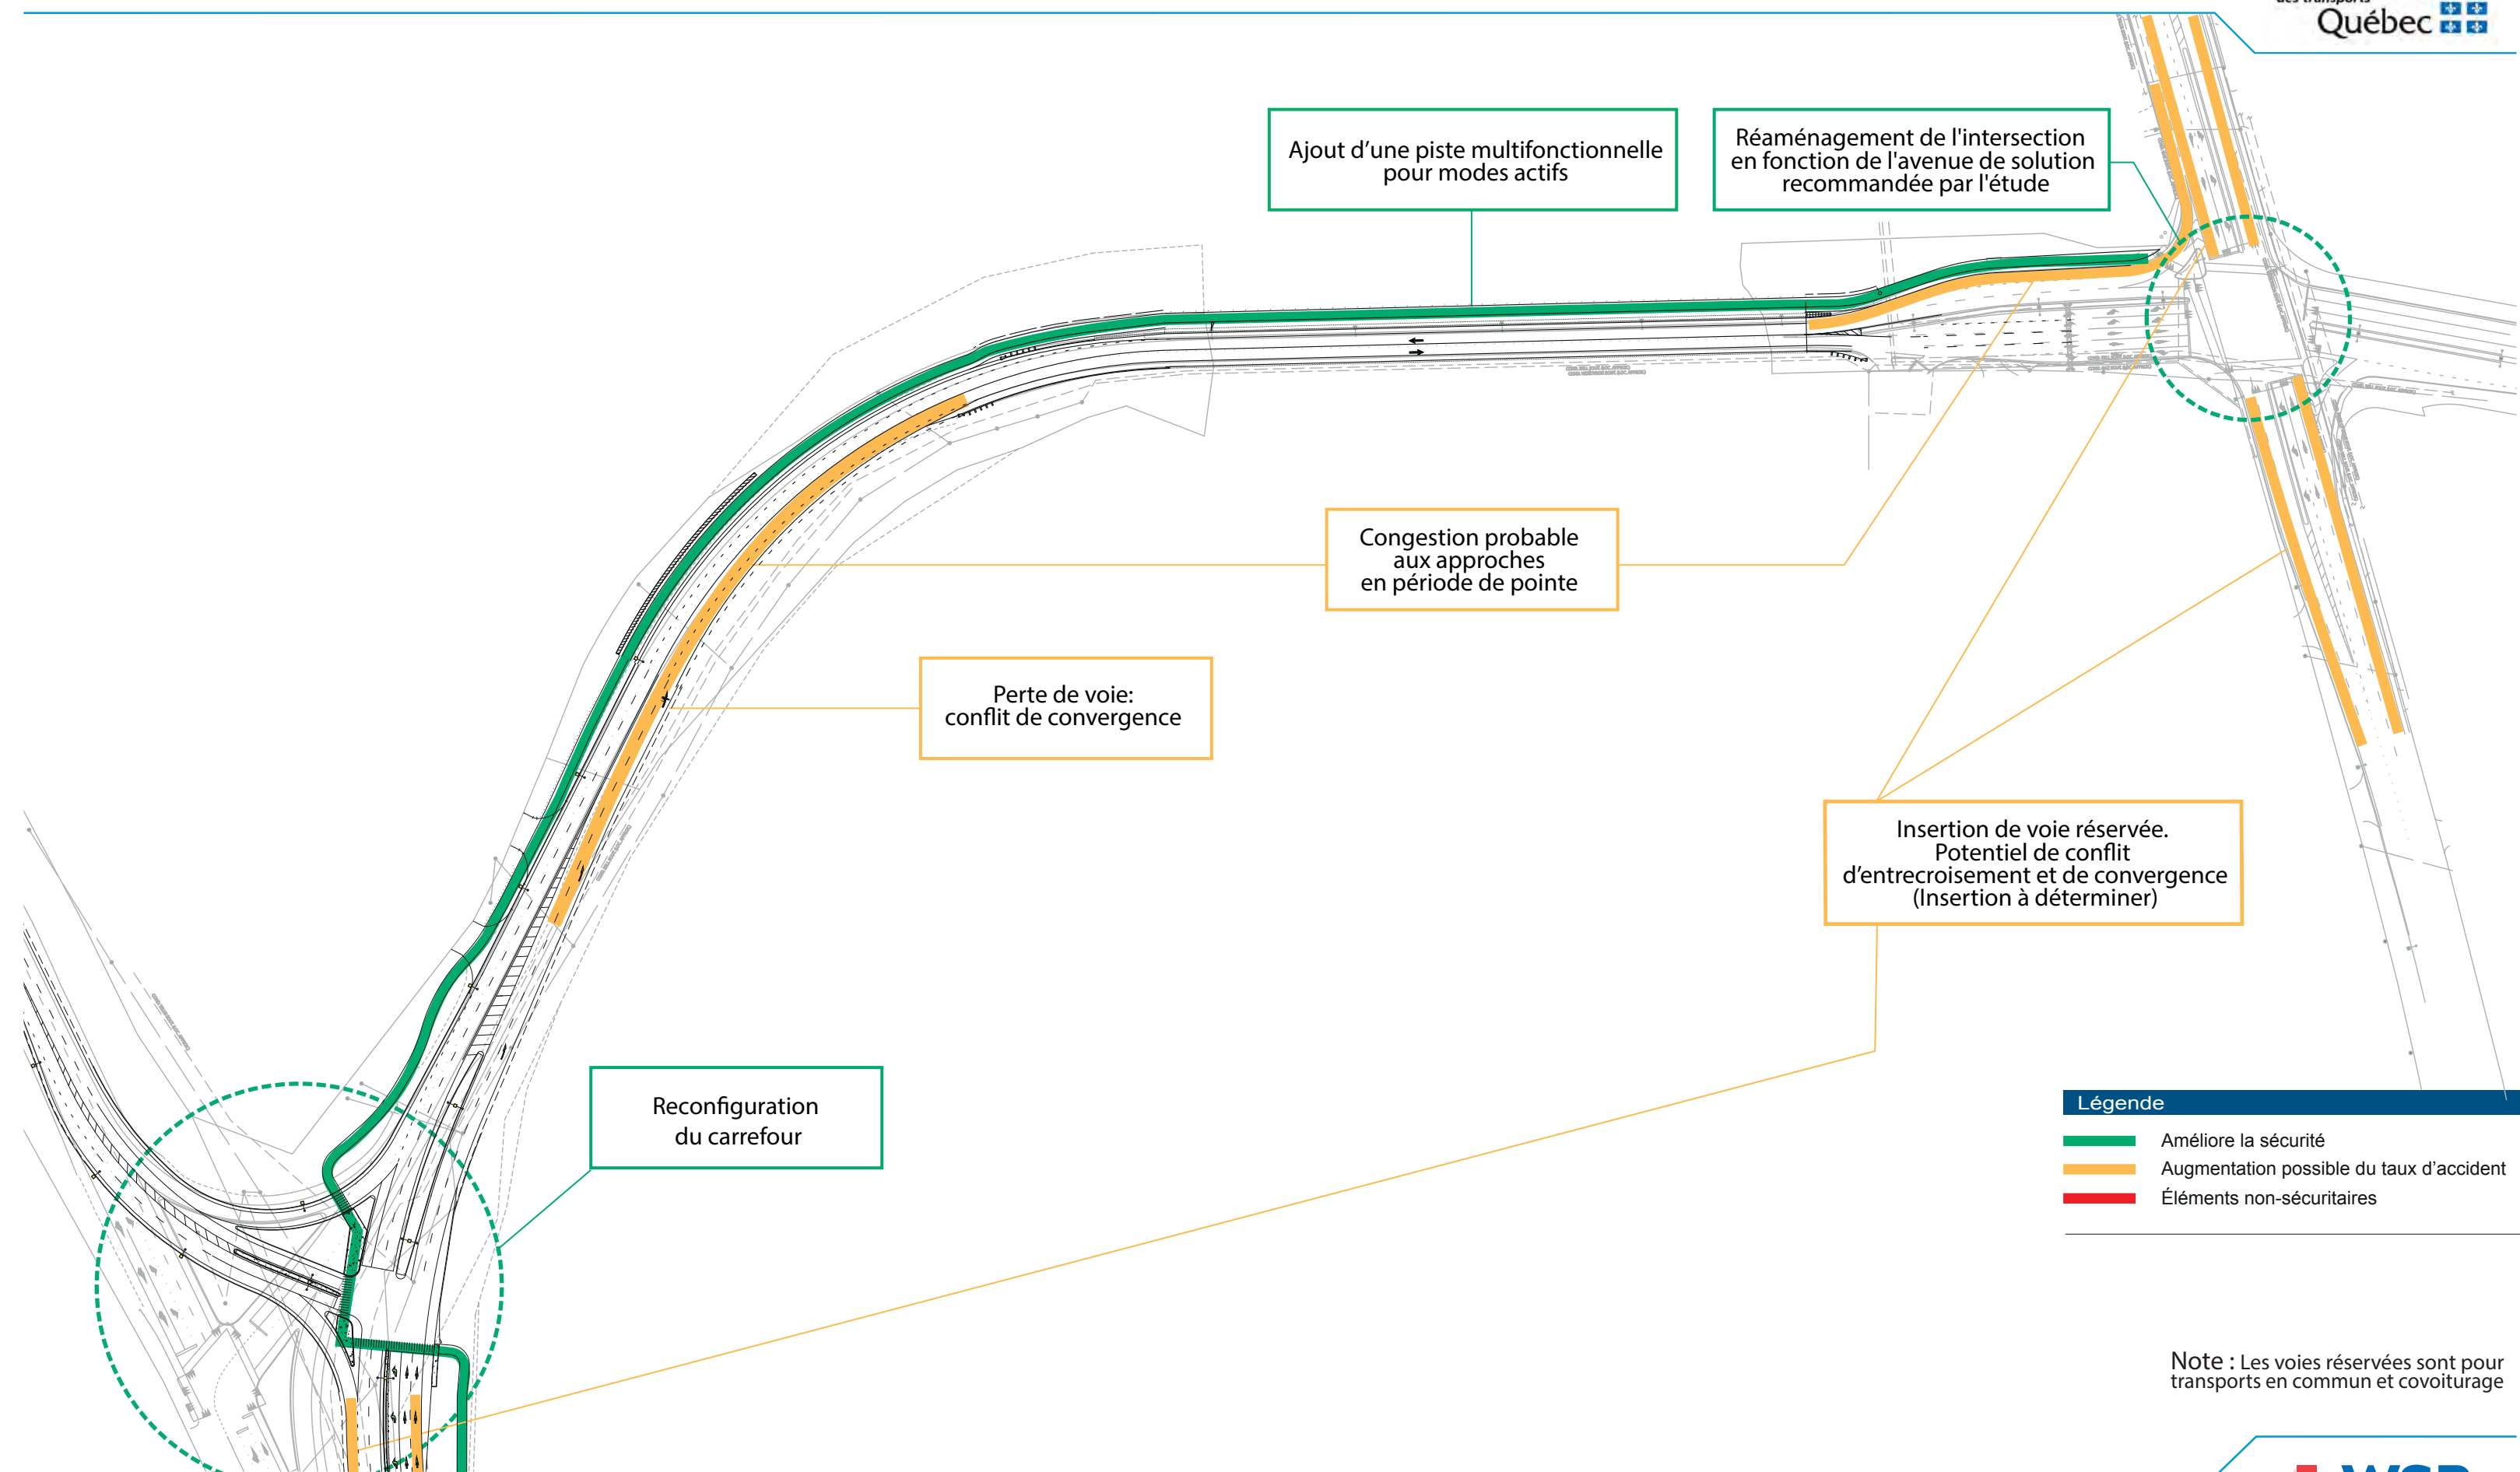 des transports
Québec
Ajout d’une piste multifonctionnelle
pour modes actifs
Réaménagement de l'intersection
en fonction de l'avenue de solution
recommandée par l'étude
Congestion probable
aux approches
en période de pointe
Perte de voie:
conflit de convergence
Insertion de voie réservée.
Potentiel de conflit
d’entrecroisement et de convergence
(Insertion à déterminer)
Reconfiguration
du carrefour
Légende
Améliore la sécurité
Augmentation possible du taux d’accident
Éléments non-sécuritaires
Note : Les voies réservées sont pour
transports en commun et covoiturage
WSP